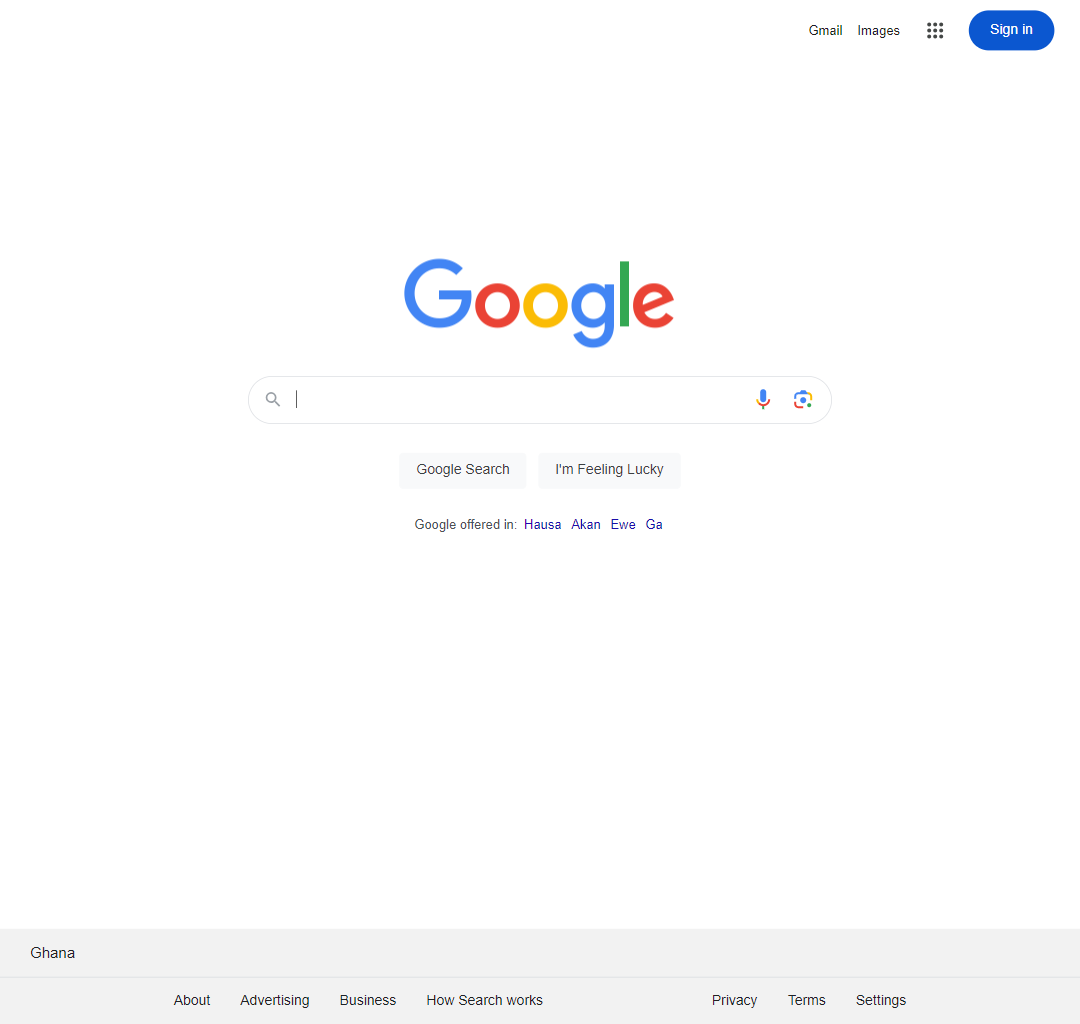 Gmail Images Sign in
Google
Google Search I'm Feeling Lucky
Google offered in: Hausa Akan Ewe Ga
Ghana
About Advertising Business How Search works Privacy Terms Settings